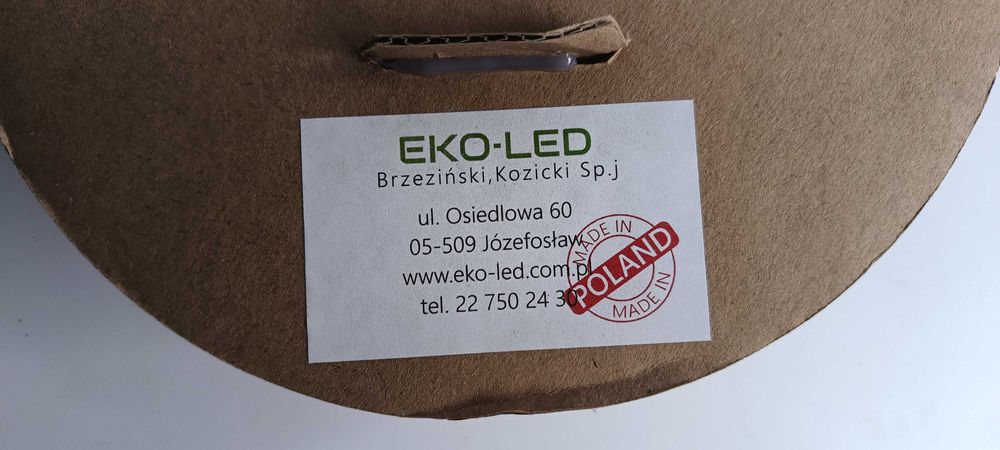 EKO-LED
Brzeziński,Kozicki Sp.j
ul. Osiedlowa 60
05-509 Józefosław
www.eko-led.com.pl
tel. 22 750 24 30
MADE IN
POLAND
MADE IN